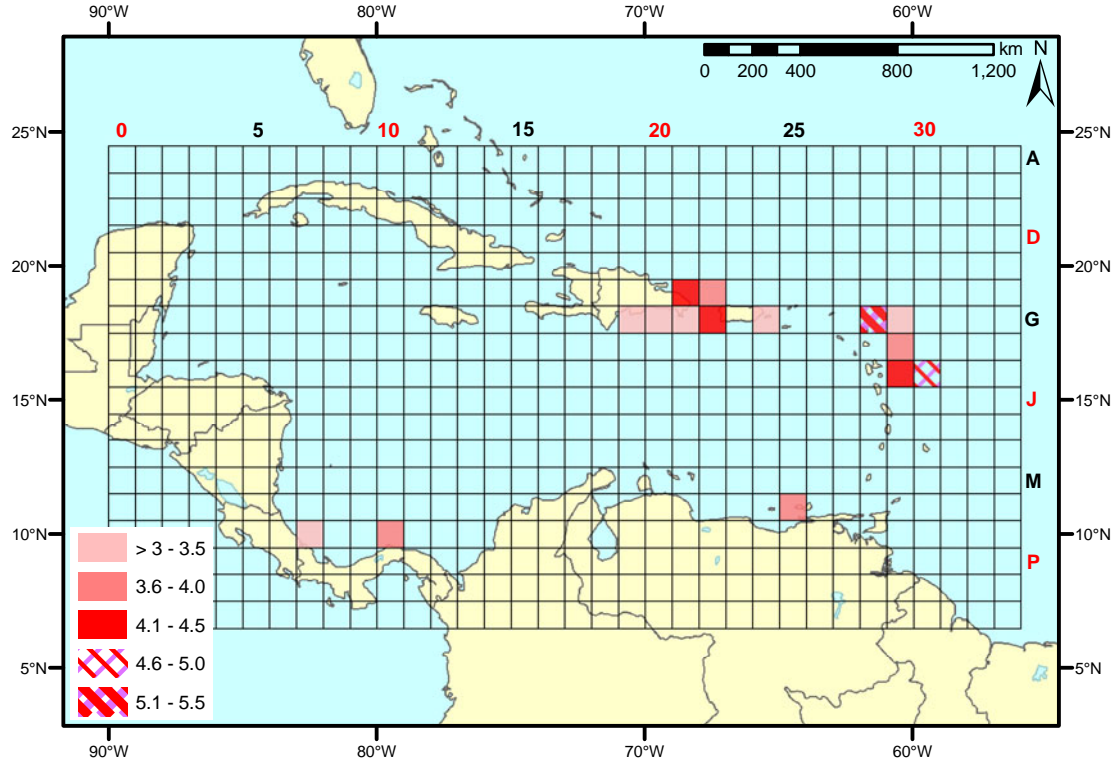 90°W 80°W 70°W 60°W
km N
0 200 400 800 1,200
25°N 25°N
0 5 10 15 20 25 30
A
D
20°N 20°N
G
15°N 15°N
J
M
10°N 10°N
P
> 3 - 3.5
3.6 - 4.0
4.1 - 4.5
5°N 5°N
4.6 - 5.0
5.1 - 5.5
90°W 80°W 70°W 60°W